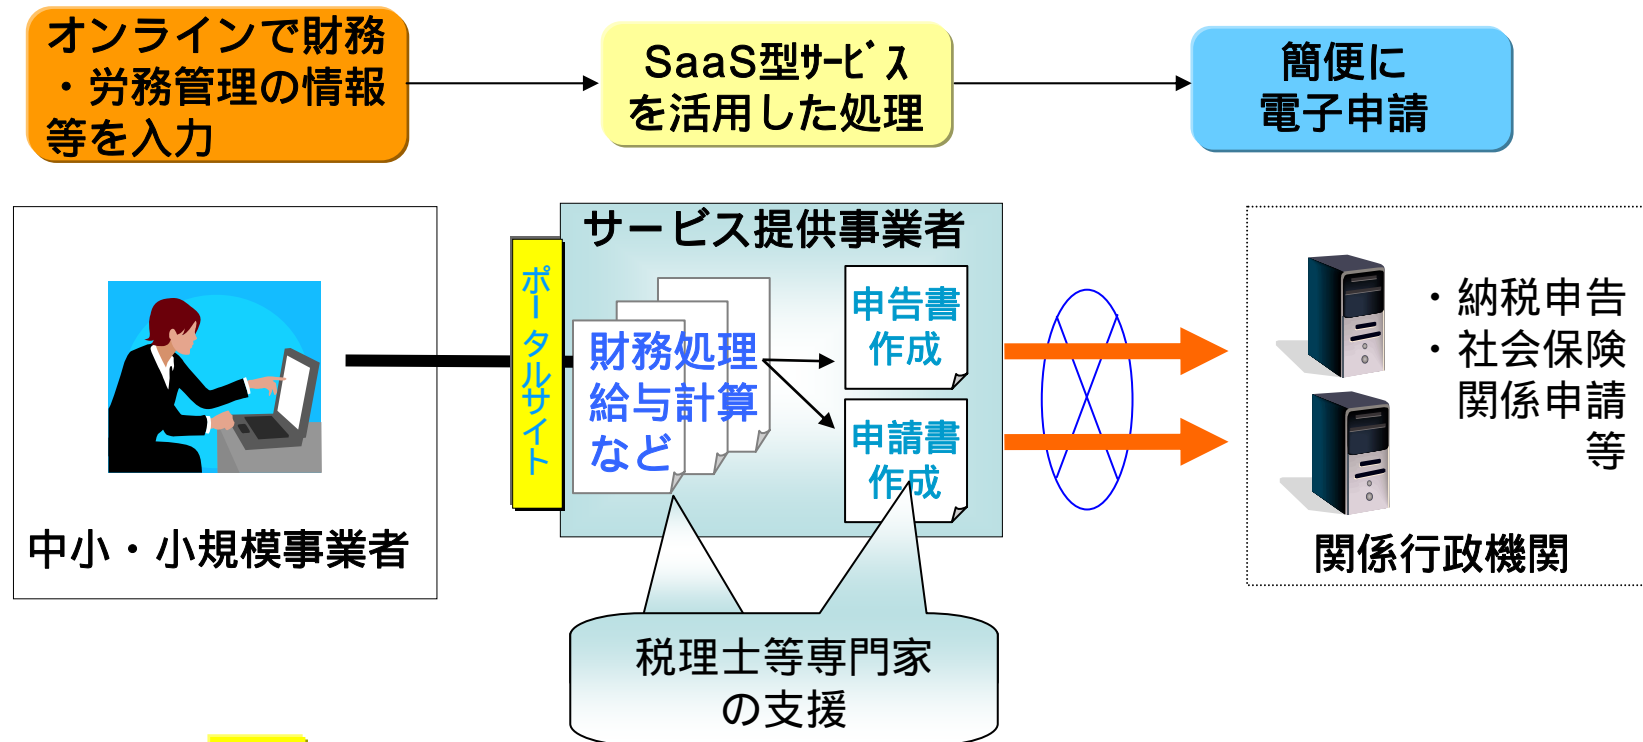 オンラインで財務
・労務管理の情報
等を入力
SaaS型ｻｰﾋﾞｽ
を活用した処理
簡便に
電子申請
中小・小規模事業者
ポータルサイト
サービス提供事業者
財務処理
給与計算
など
申告書
作成
申請書
作成
税理士等専門家
の支援
・納税申告
・社会保険
関係申請
等
関係行政機関